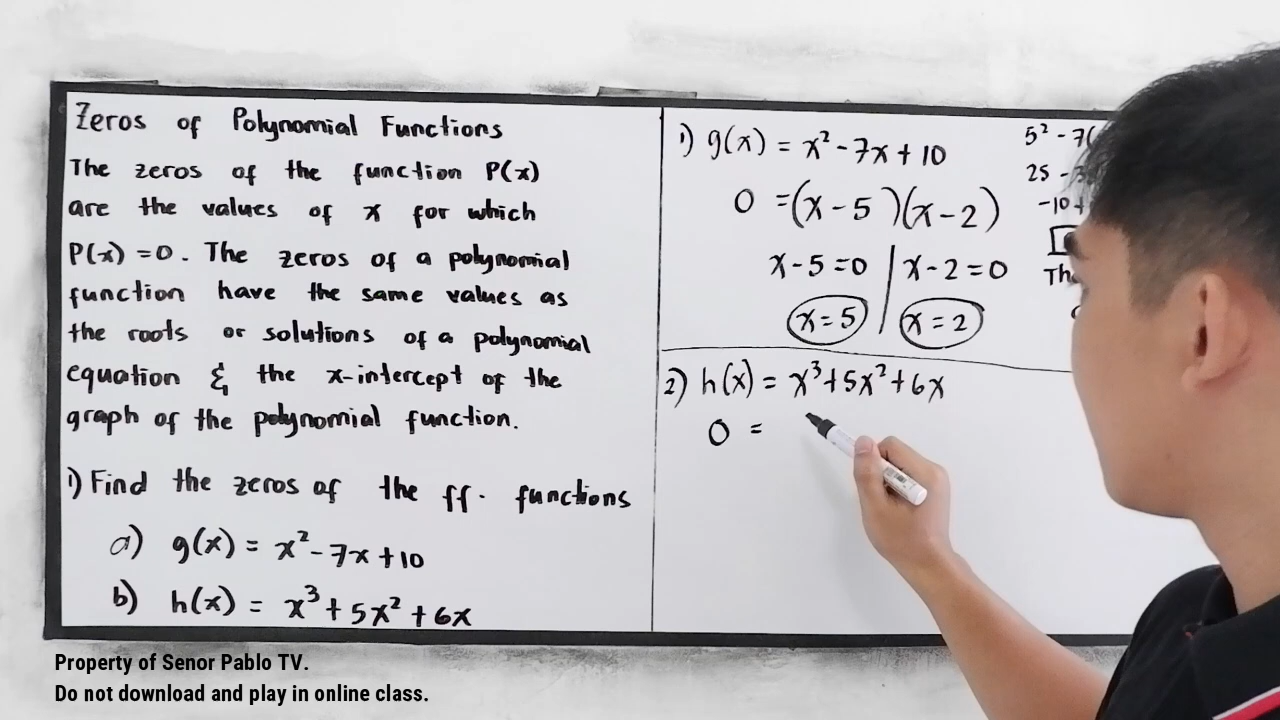 Zeros of Polynomial Functions
The zeros of the function P(x)
are the values of x for which
P(x) = 0. The zeros of a polynomial
function have the same values as
the roots or solutions of a polynomial
equation & the x-intercept of the
graph of the polynomial function.
1) Find the zeros of the ff. functions
a) g(x) = x² - 7x + 10
b) h(x) = x³ + 5x² + 6x
1) g(x) = x² - 7x + 10
0 = (x - 5)(x - 2)
x - 5 = 0 | x - 2 = 0
x = 5 | x = 2
5² - 7(
25 -
-10 +
2) h(x) = x³ + 5x² + 6x
0 =
Property of Senor Pablo TV.
Do not download and play in online class.